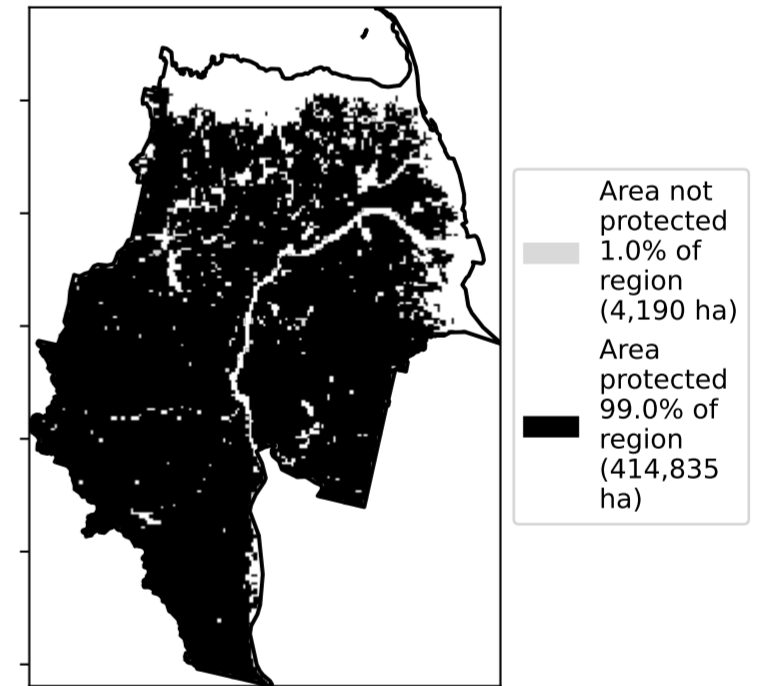 Area not
protected
1.0% of
region
(4,190 ha)
Area
protected
99.0% of
region
(414,835
ha)